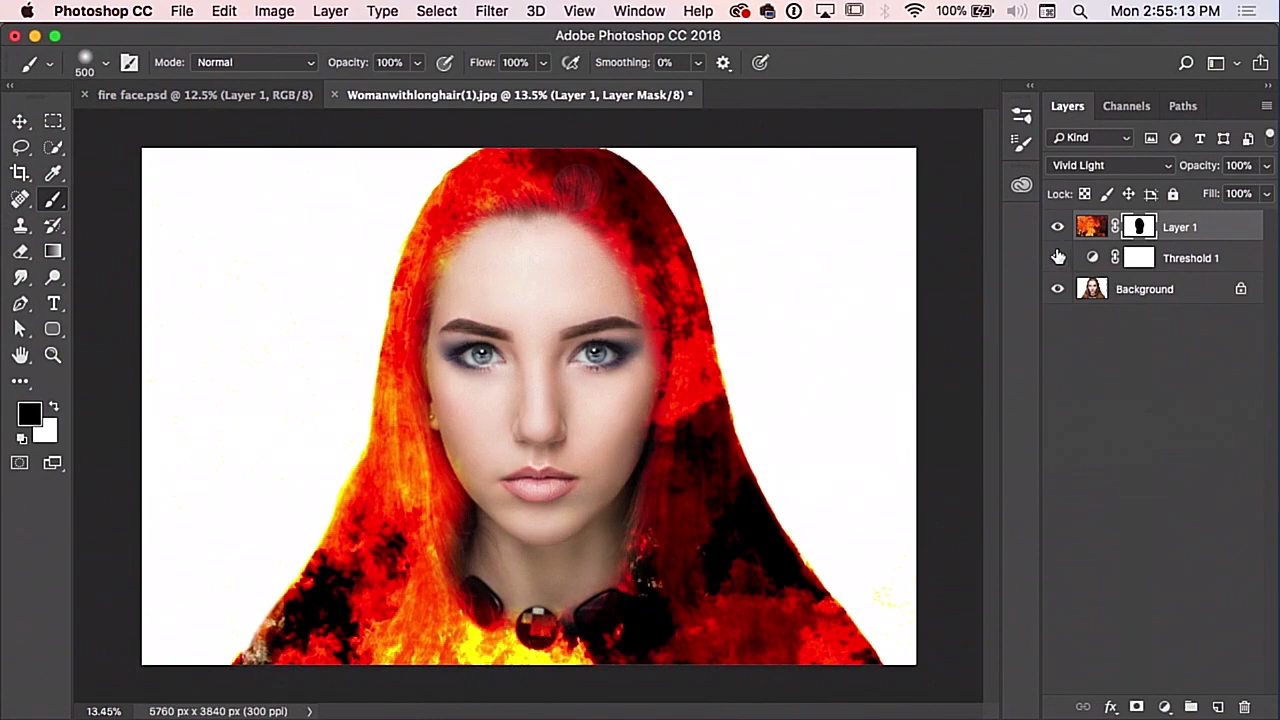 Photoshop CC File Edit Image Layer Type Select Filter 3D View Window Help 100% Mon 2:55:13 PM
Adobe Photoshop CC 2018
500 Mode: Normal Opacity: 100% Flow: 100% Smoothing: 0%
× fire face.psd @ 12.5% (Layer 1, RGB/8) × Womanwithlonghair(1).jpg @ 13.5% (Layer 1, Layer Mask/8) *
Layers Channels Paths
Kind
Vivid Light Opacity: 100%
Lock: Fill: 100%
Layer 1
Threshold 1
Background
13.45% 5760 px x 3840 px (300 ppi)